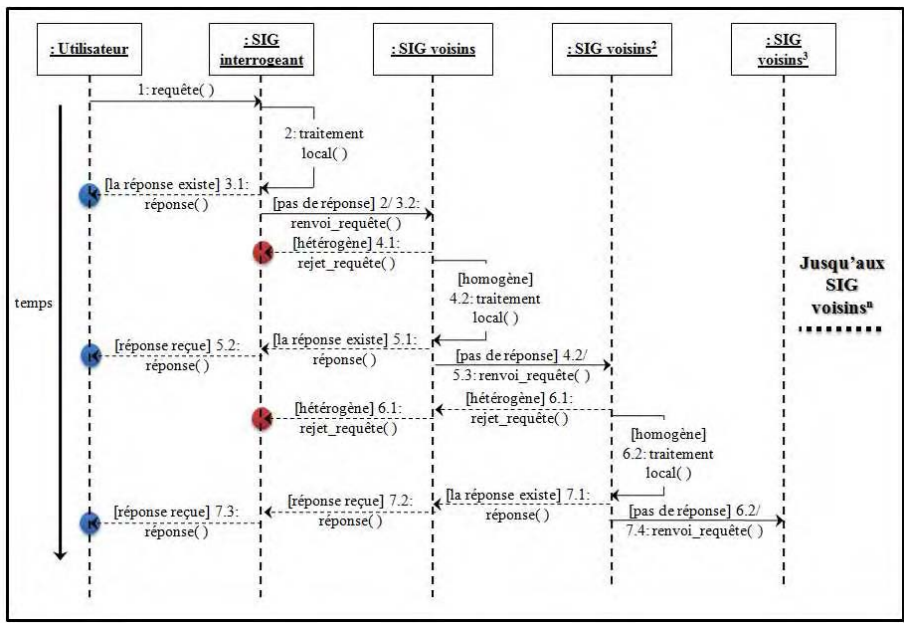 : Utilisateur
: SIG
interrogeant
: SIG voisins
: SIG voisins²
: SIG
voisins³
1: requête( )
2: traitement
local( )
[la réponse existe] 3.1:
réponse( )
[pas de réponse] 2/ 3.2:
renvoi_requête( )
[hétérogène] 4.1:
rejet_requête( )
[homogène]
4.2: traitement
local( )
Jusqu'aux
SIG
voisinsⁿ
temps
[réponse reçue] 5.2:
réponse( )
[la réponse existe] 5.1:
réponse( )
[pas de réponse] 4.2/
5.3: renvoi_requête( )
[hétérogène] 6.1:
rejet_requête( )
[hétérogène] 6.1:
rejet_requête( )
[homogène]
6.2: traitement
local( )
[réponse reçue] 7.3:
réponse( )
[réponse reçue] 7.2:
réponse( )
[la réponse existe] 7.1:
réponse( )
[pas de réponse] 6.2/
7.4: renvoi_requête( )